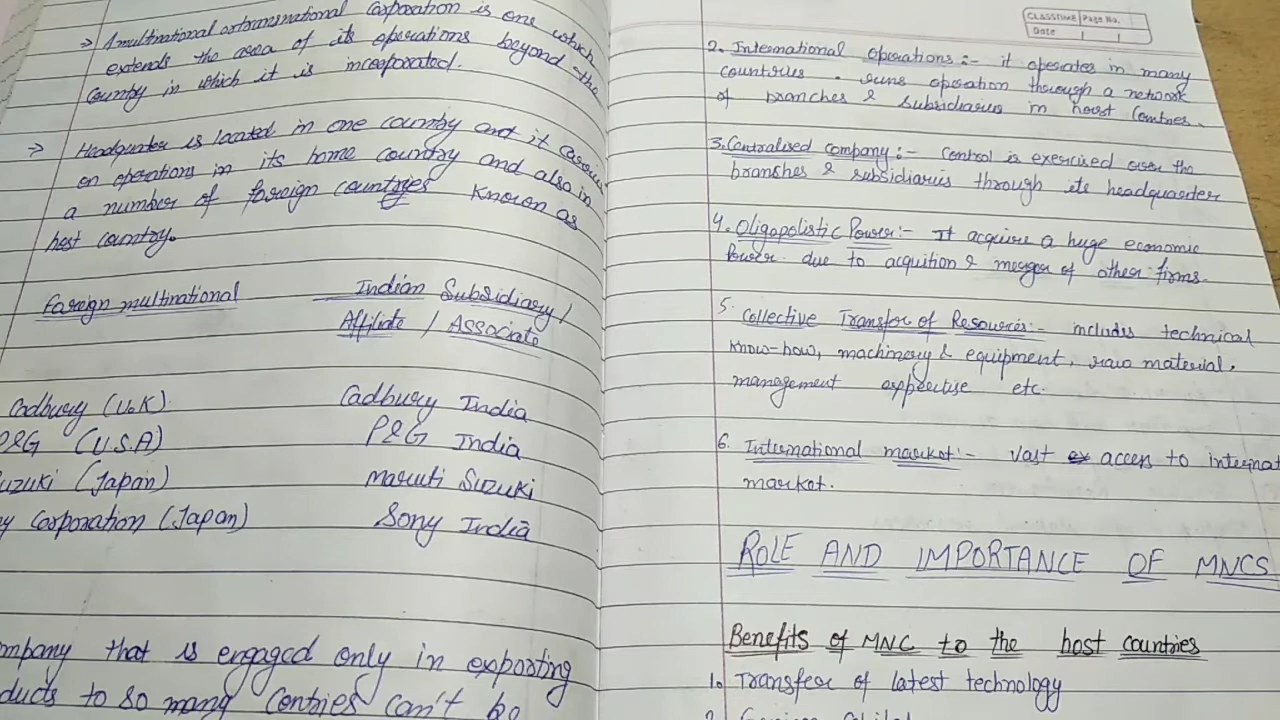 ⇒ A multinational or transnational Corporation is one which
extends the area of its operations beyond the
Country in which it is incorporated.
⇒ Headquater is located in one country and it carries
on operations in its home country and also in
a number of foreign countries known as
host country.
Foreign multinational Indian Subsidiary /
Affiliate / Associate
Cadbury (U.K) Cadbury India
P&G (U.S.A) P&G India
uzuki (Japan) Maruti Suzuki
y Corporation (Japan) Sony India
ompany that is engaged only in exporting
ducts to so many Contries can't be
CLASSTIME Page No.
Date
2. International operations:- it operates in many
countries. runs operation through a network
of branches & subsidiaries in host Contries.
3. Centralised company:- Control is exercised over the
branches & subsidiaries through its headquarder
4. Oligopolistic Power:- It acquire a huge economic
Power due to acquition & merger of other firms.
5. Collective Transfer of Resources:- includes technical
know-how, machinery & equipment, raw material,
management exppertise etc.
6. International market:- Vast access to internat
market.
ROLE AND IMPORTANCE OF MNCS
Benefits of MNC to the host countries
1. Transfer of latest technology